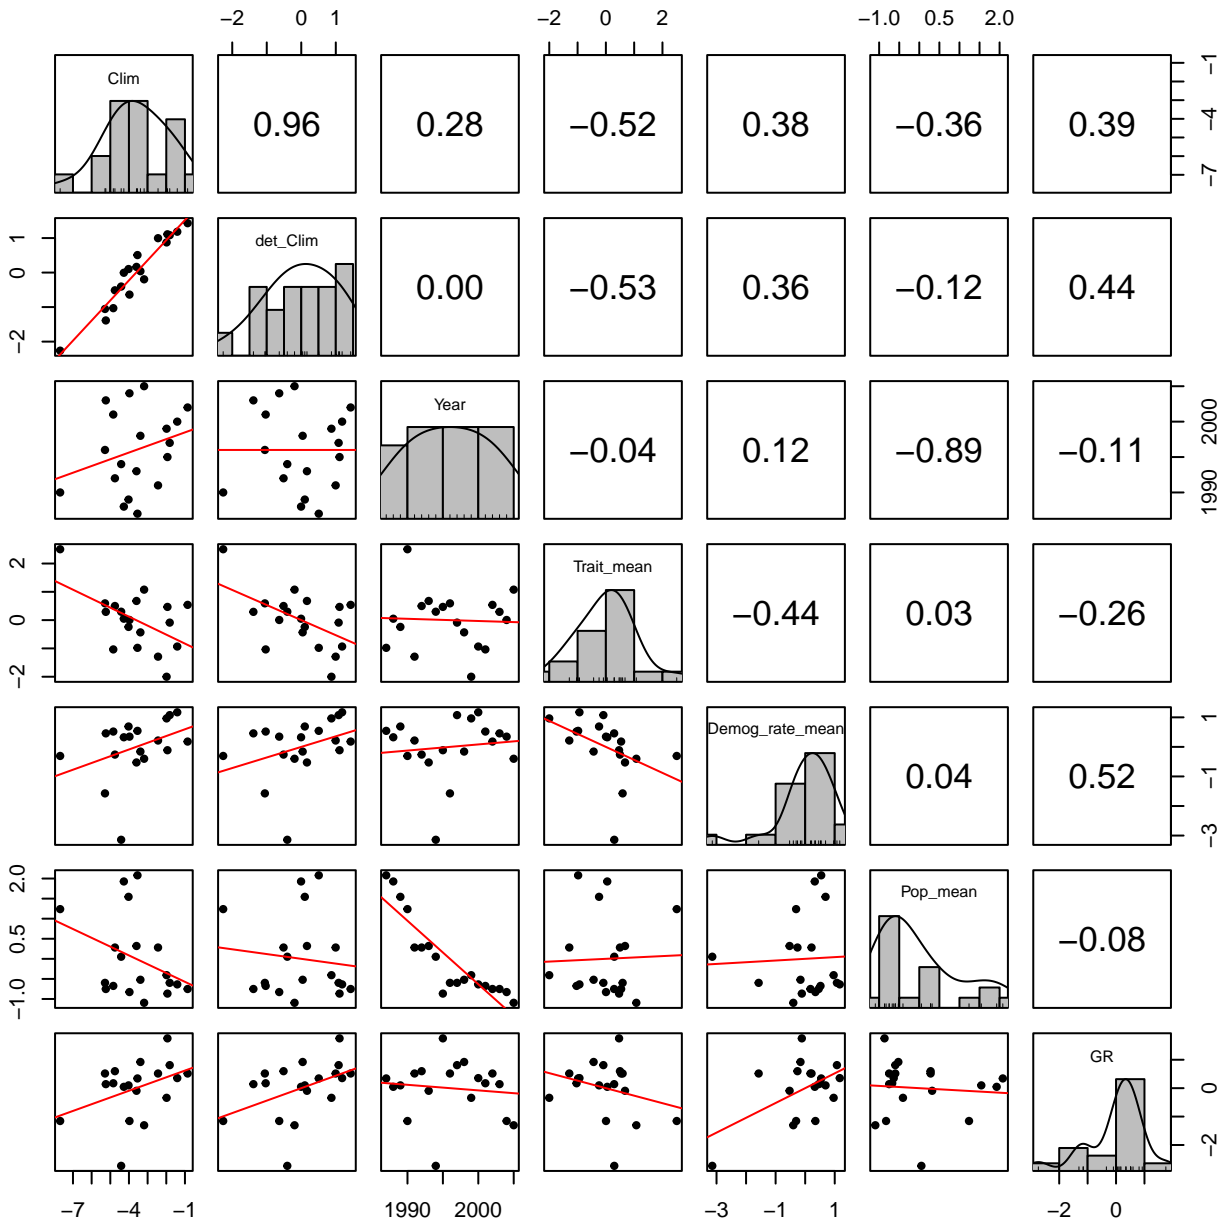 −2 0 1 −2 0 2 −1.0 0.5 2.0
Clim 0.96 0.28 −0.52 0.38 −0.36 0.39 −7 −4 −1
−2 0 1 det_Clim 0.00 −0.53 0.36 −0.12 0.44
Year −0.04 0.12 −0.89 −0.11 1990 2000
−2 0 2 Trait_mean −0.44 0.03 −0.26
Demog_rate_mean 0.04 0.52 −3 −1 1
−1.0 0.5 2.0 Pop_mean −0.08
GR −2 0
−7 −4 −1 1990 2000 −3 −1 1 −2 0